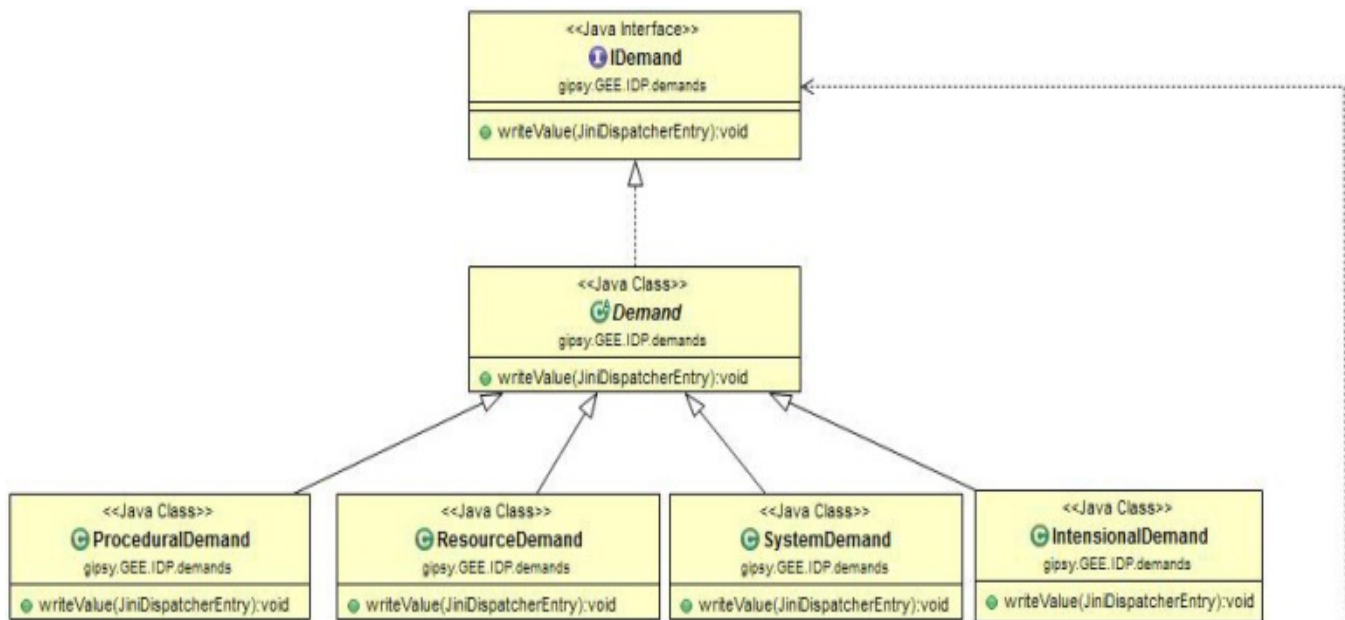 <<Java Interface>>
IDemand
gipsy.GEE.IDP.demands
writeValue(JiniDispatcherEntry):void
<<Java Class>>
Demand
gipsy.GEE.IDP.demands
writeValue(JiniDispatcherEntry):void
<<Java Class>>
ProceduralDemand
gipsy.GEE.IDP.demands
writeValue(JiniDispatcherEntry):void
<<Java Class>>
ResourceDemand
gipsy.GEE.IDP.demands
writeValue(JiniDispatcherEntry):void
<<Java Class>>
SystemDemand
gipsy.GEE.IDP.demands
writeValue(JiniDispatcherEntry):void
<<Java Class>>
IntensionalDemand
gipsy.GEE.IDP.demands
writeValue(JiniDispatcherEntry):void